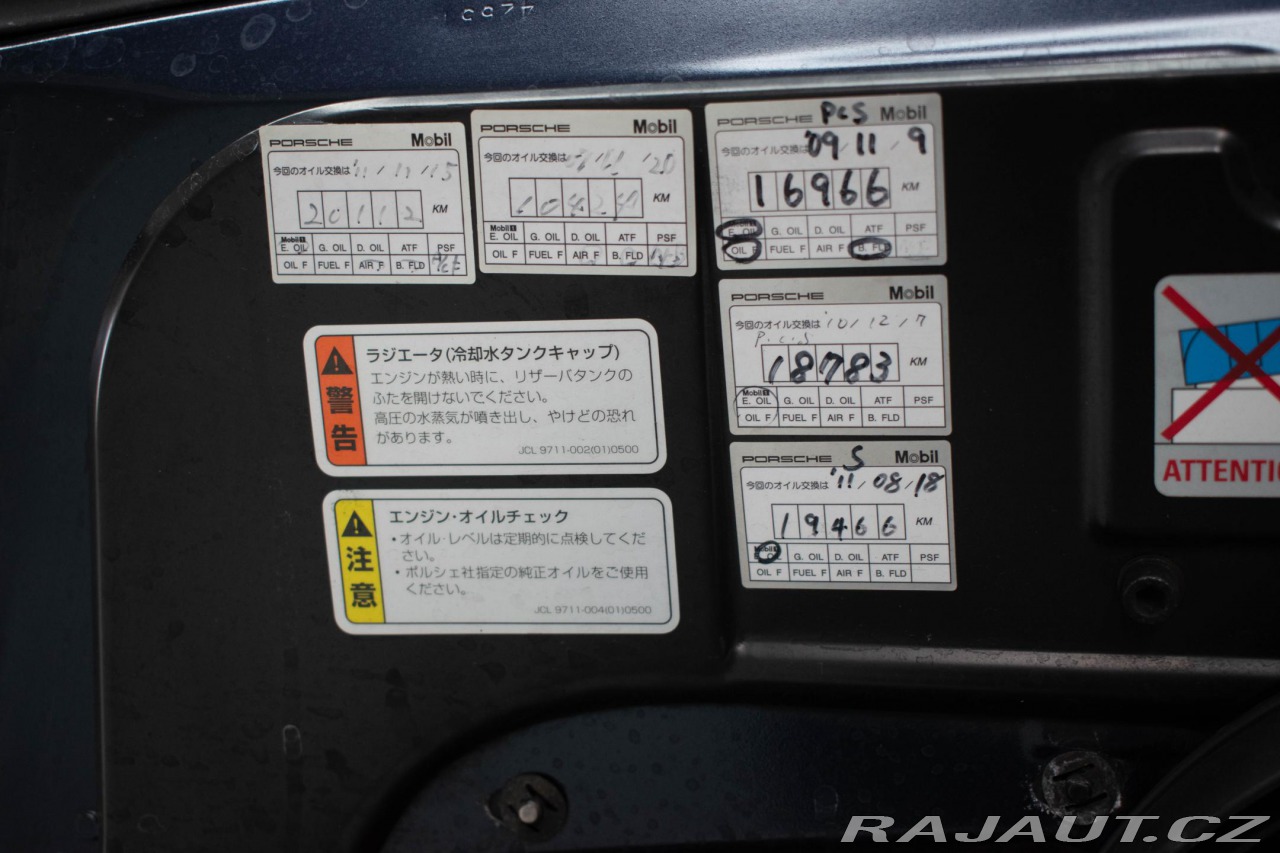 PORSCHE Mobil
今回のオイル交換は '11/11/15
20112 KM
Mobil 1
E. OIL G. OIL D. OIL ATF PSF
OIL F FUEL F AIR F B. FLD
PORSCHE Mobil
今回のオイル交換は
KM
Mobil 1
E. OIL G. OIL D. OIL ATF PSF
OIL F FUEL F AIR F B. FLD
PORSCHE PCS Mobil
今回のオイル交換は '09/11/9
16966 KM
E. OIL G. OIL D. OIL ATF
OIL F FUEL F AIR F B. FLD
PORSCHE Mobil
今回のオイル交換は '10/12/7
P.C.S
18783 KM
Mobil 1
E. OIL G. OIL D. OIL ATF PSF
OIL F FUEL F AIR F B. FLD
PORSCHE S Mobil
今回のオイル交換は '11/08/18
19466 KM
Mobil 1
E. OIL G. OIL D. OIL ATF PSF
OIL F FUEL F AIR F B. FLD
警告
ラジエータ(冷却水タンクキャップ)
エンジンが熱い時に、リザーバタンクの
ふたを開けないでください。
高圧の水蒸気が噴き出し、やけどの恐れ
があります。
JCL 9711-002(01)0500
注意
エンジン・オイルチェック
・オイル・レベルは定期的に点検してくだ
さい。
・ポルシェ社指定の純正オイルをご使用
ください。
JCL 9711-004(01)0500
ATTENTI
RAJAUT.CZ